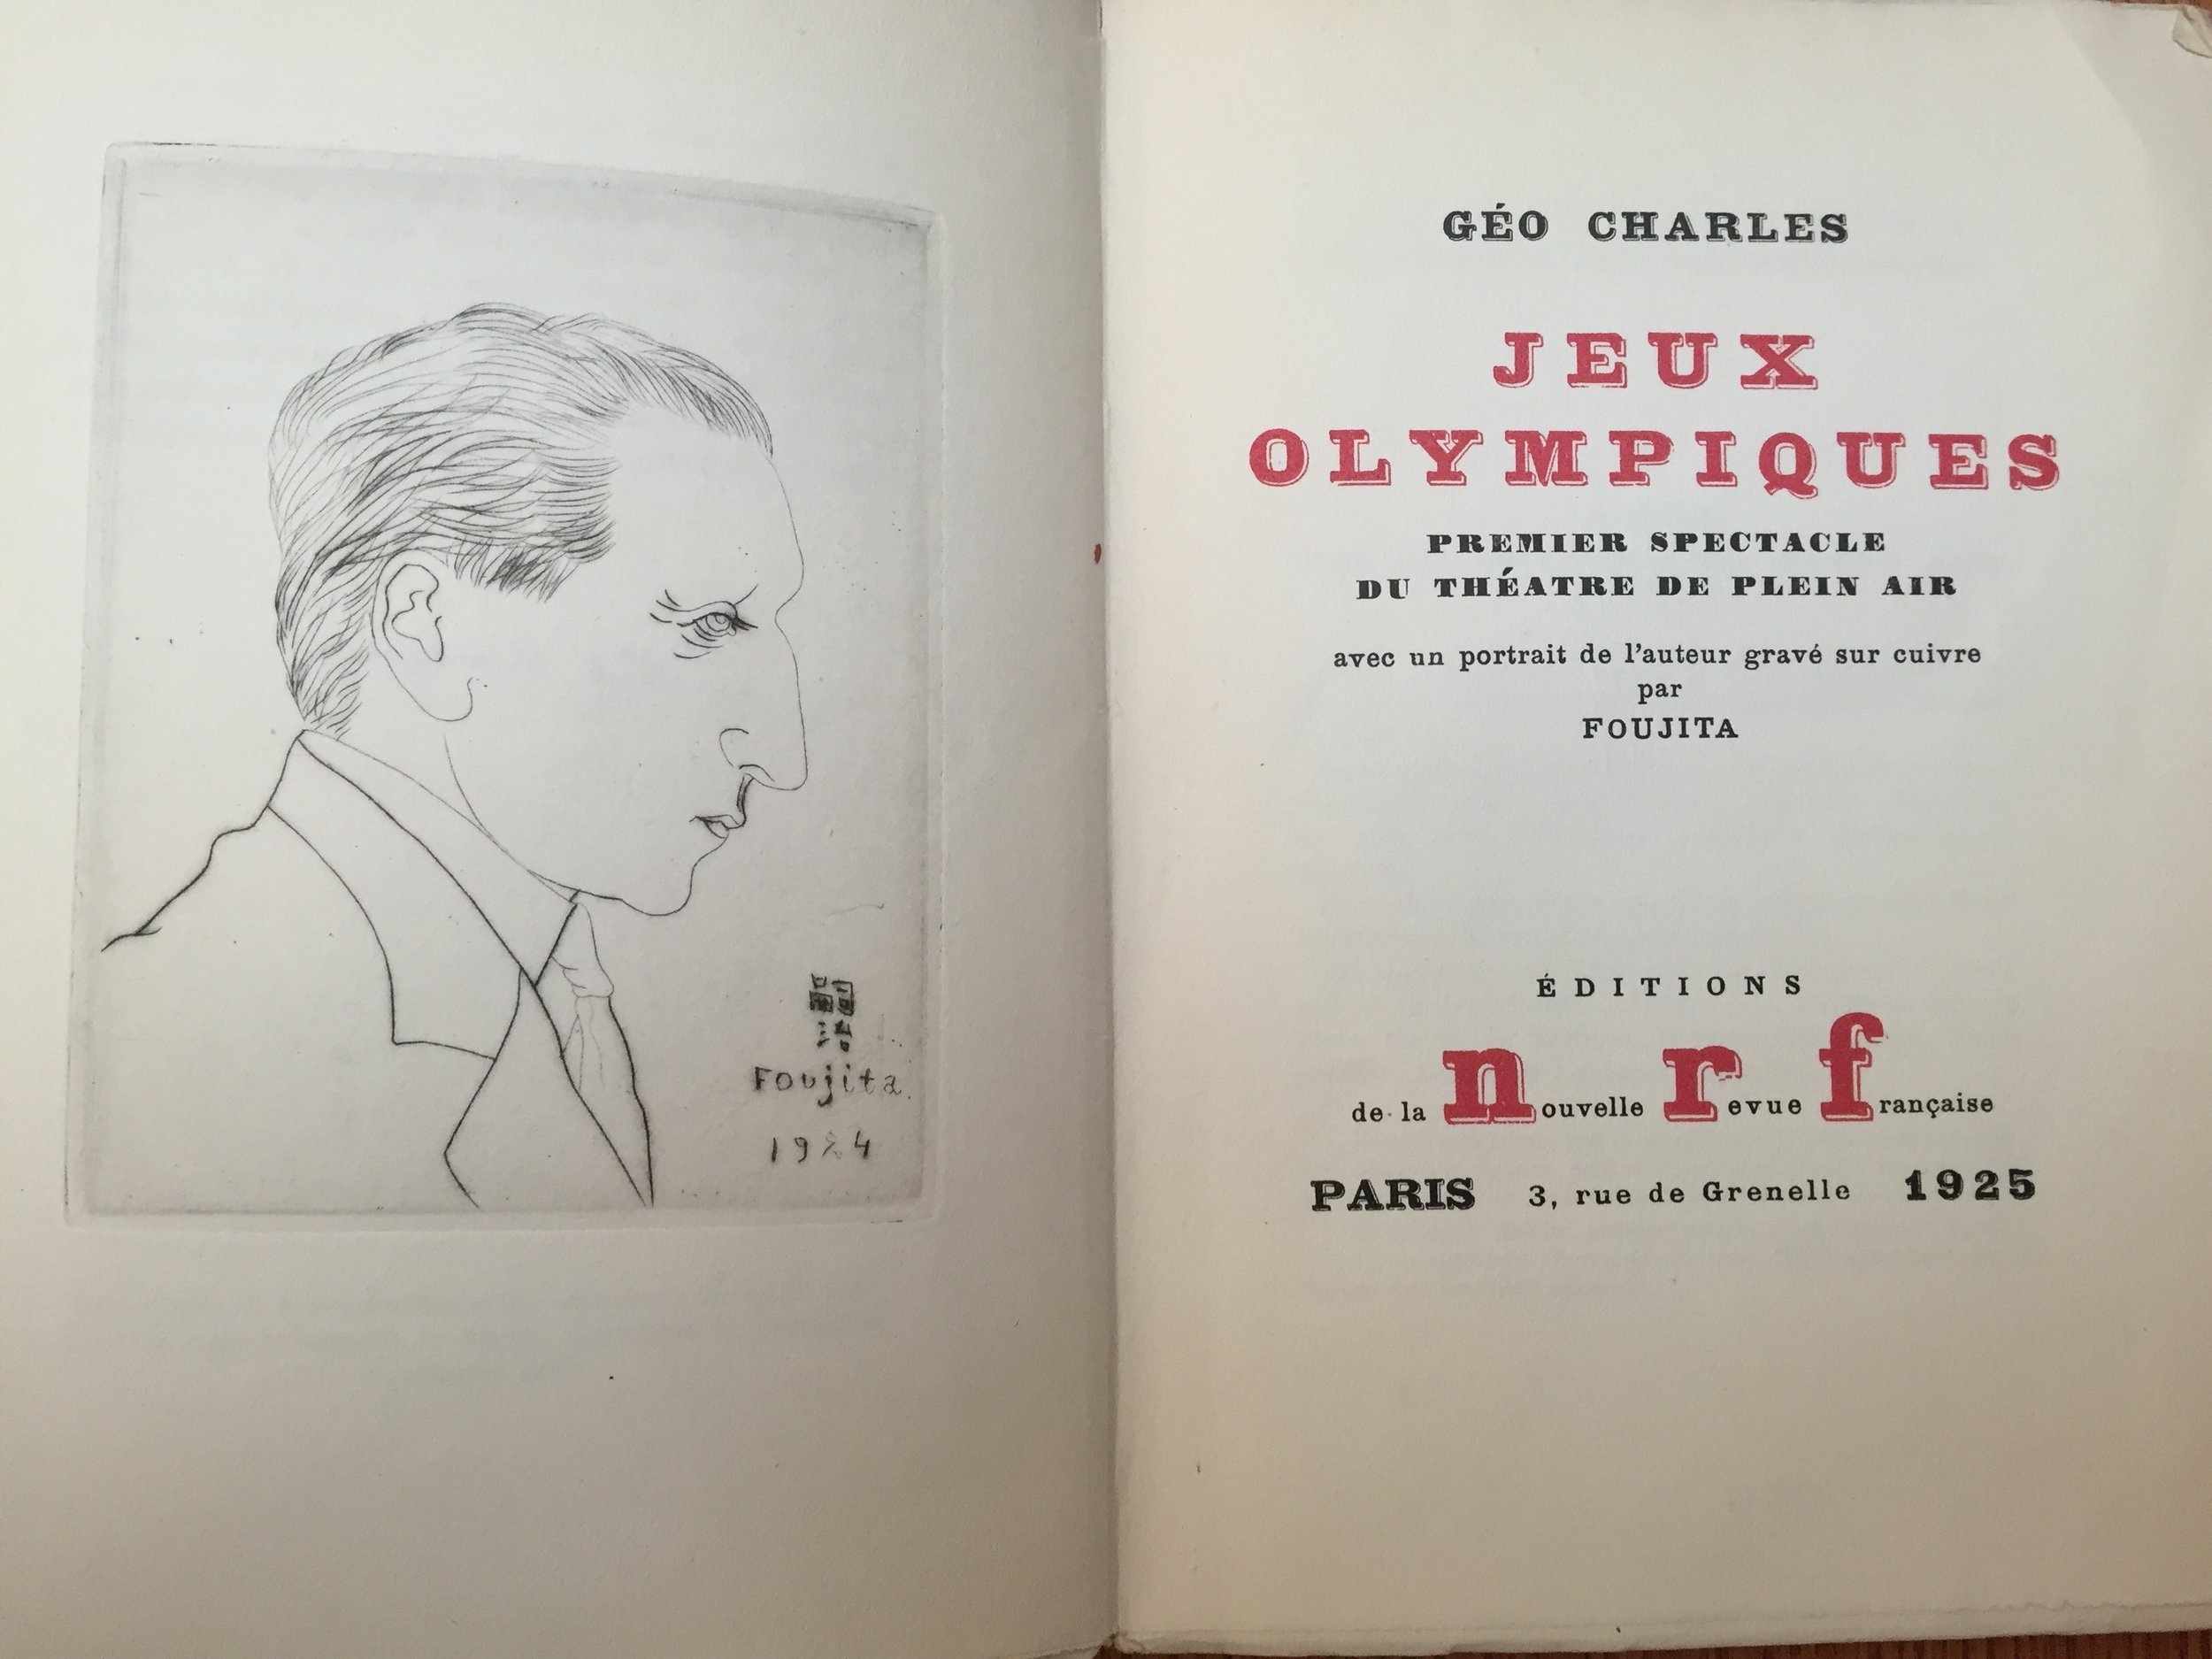 嗣治
Foujita
1924
GÉO CHARLES
JEUX
OLYMPIQUES
PREMIER SPECTACLE
DU THÉATRE DE PLEIN AIR
avec un portrait de l'auteur gravé sur cuivre
par
FOUJITA
ÉDITIONS
de la nouvelle revue française
PARIS 3, rue de Grenelle 1925